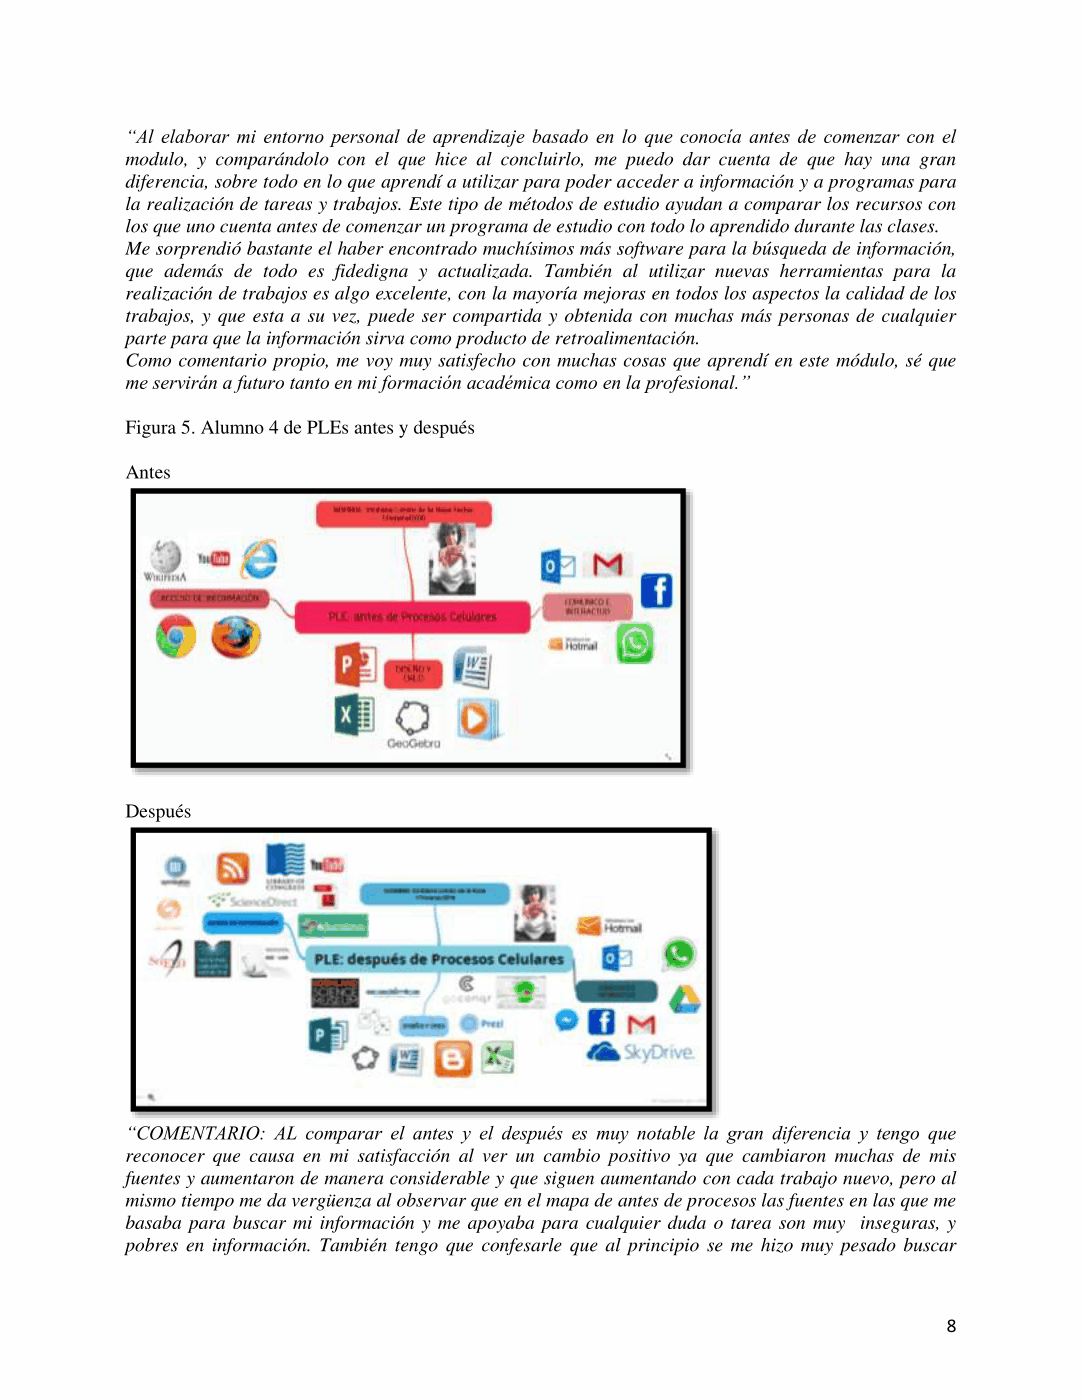 “Al elaborar mi entorno personal de aprendizaje basado en lo que conocía antes de comenzar con el
modulo, y comparándolo con el que hice al concluirlo, me puedo dar cuenta de que hay una gran
diferencia, sobre todo en lo que aprendí a utilizar para poder acceder a información y a programas para
la realización de tareas y trabajos. Este tipo de métodos de estudio ayudan a comparar los recursos con
los que uno cuenta antes de comenzar un programa de estudio con todo lo aprendido durante las clases.
Me sorprendió bastante el haber encontrado muchísimos más software para la búsqueda de información,
que además de todo es fidedigna y actualizada. También al utilizar nuevas herramientas para la
realización de trabajos es algo excelente, con la mayoría mejoras en todos los aspectos la calidad de los
trabajos, y que esta a su vez, puede ser compartida y obtenida con muchas más personas de cualquier
parte para que la información sirva como producto de retroalimentación.
Como comentario propio, me voy muy satisfecho con muchas cosas que aprendí en este módulo, sé que
me servirán a futuro tanto en mi formación académica como en la profesional.”
Figura 5. Alumno 4 de PLEs antes y después
Antes
WIKIPEDIA
YouTube
ACCESO DE INFORMACIÓN
PLE: antes de Procesos Celulares
COMUNICO E
INTERACTUO
Hotmail
DISEÑO Y
GeoGebra
Después
LIBRARY OF
CONGRESS
YouTube
ScienceDirect
PLE: después de Procesos Celulares
SciELO
goconqr
Prezi
Hotmail
SkyDrive.
“COMENTARIO: AL comparar el antes y el después es muy notable la gran diferencia y tengo que
reconocer que causa en mi satisfacción al ver un cambio positivo ya que cambiaron muchas de mis
fuentes y aumentaron de manera considerable y que siguen aumentando con cada trabajo nuevo, pero al
mismo tiempo me da vergüenza al observar que en el mapa de antes de procesos las fuentes en las que me
basaba para buscar mi información y me apoyaba para cualquier duda o tarea son muy inseguras, y
pobres en información. También tengo que confesarle que al principio se me hizo muy pesado buscar
8